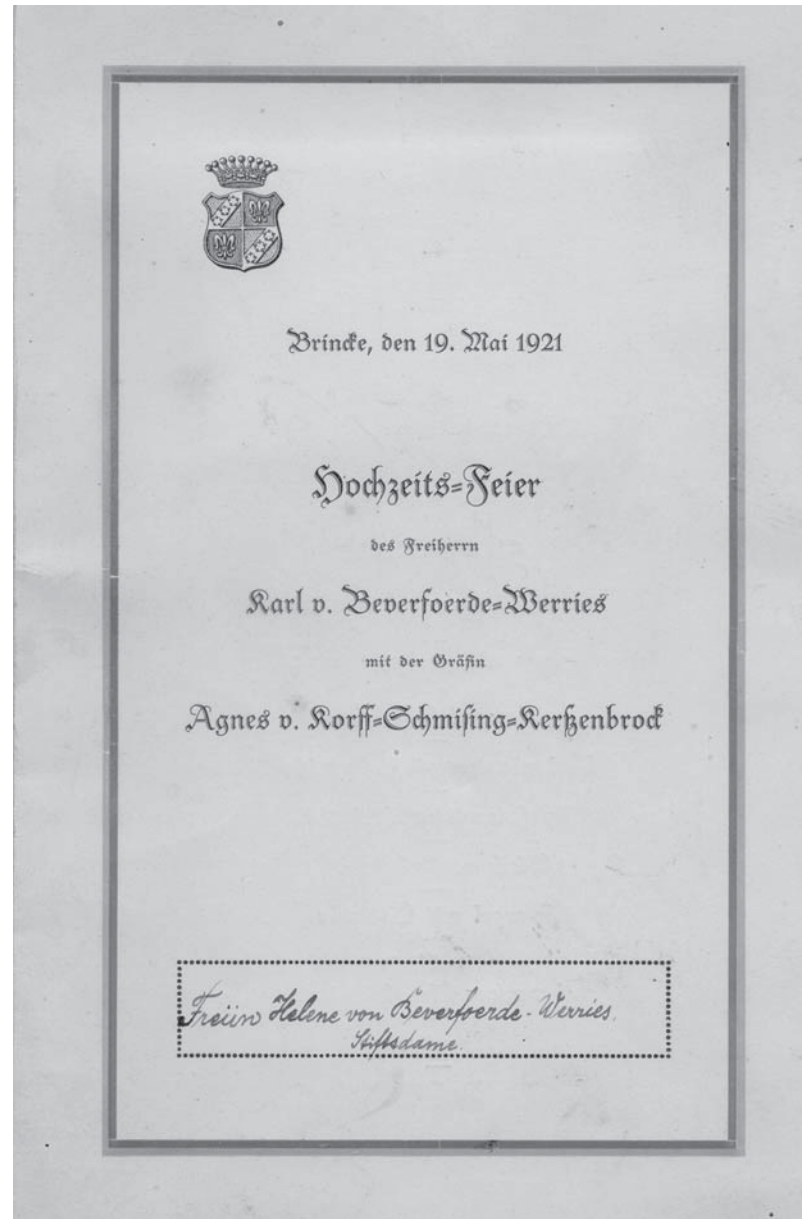 Brincke, den 19. Mai 1921
Hochzeits-Feier
des Freiherrn
Karl v. Beverfoerde-Werries
mit der Gräfin
Agnes v. Korff-Schmising-Kerßenbrock
Freiin Helene von Beverfoerde-Werries,
Stiftsdame.